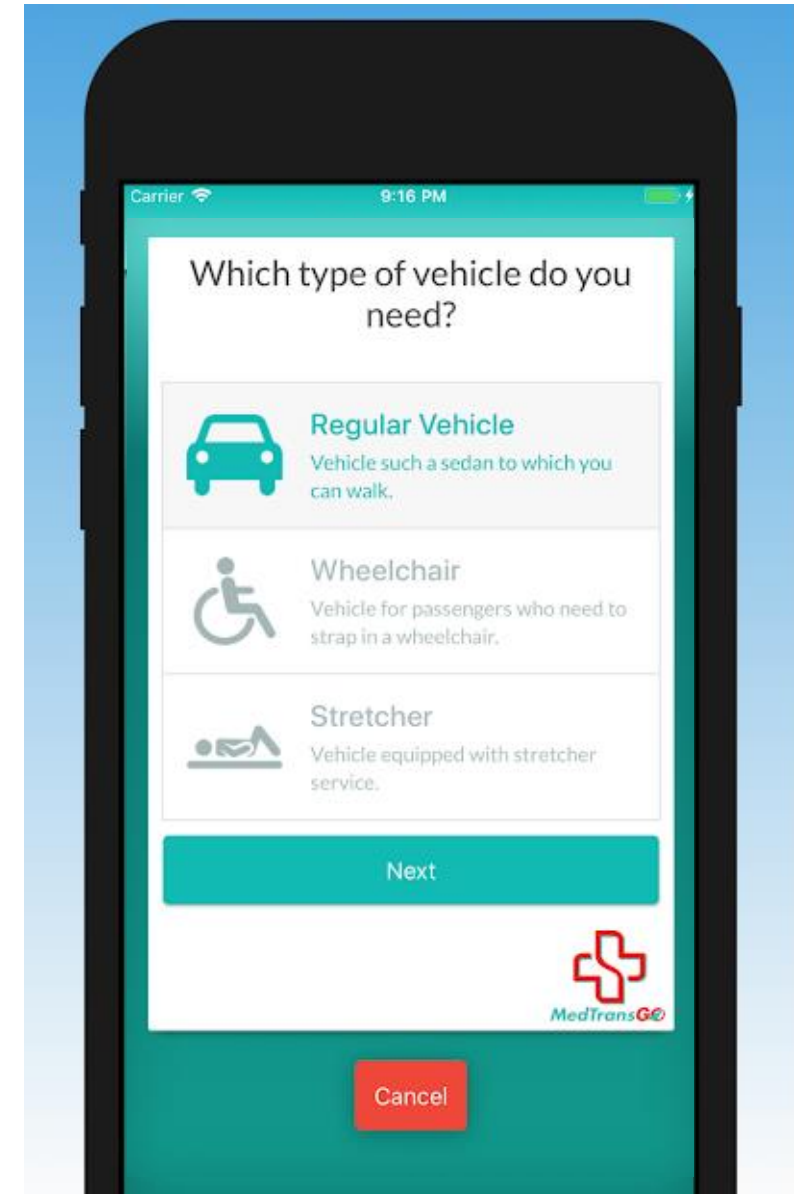 Carrier
9:16 PM
Which type of vehicle do you
need?
Regular Vehicle
Vehicle such a sedan to which you
can walk.
Wheelchair
Vehicle for passengers who need to
strap in a wheelchair.
Stretcher
Vehicle equipped with stretcher
service.
Next
MedTransGO
Cancel